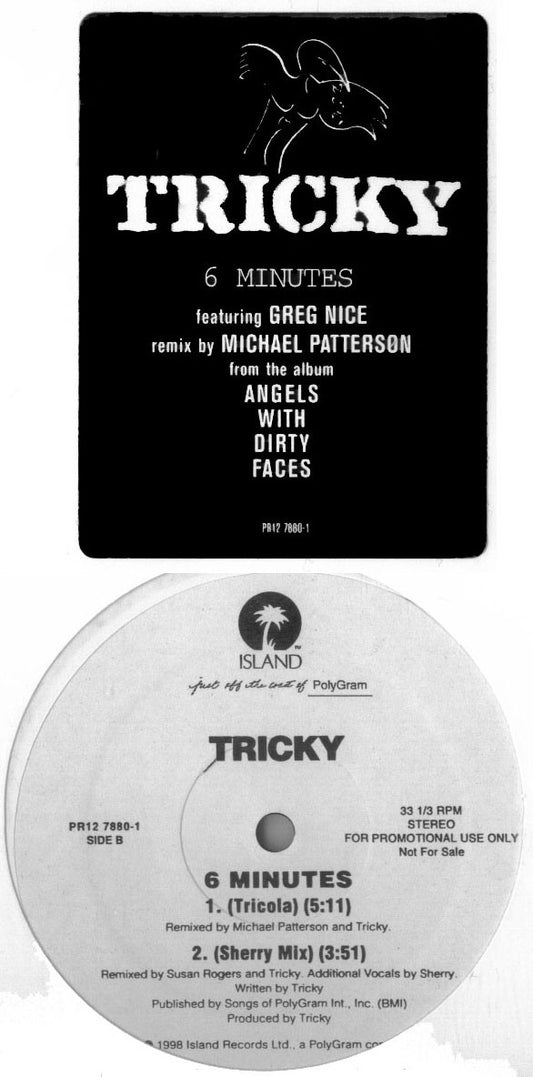 TRICKY
6 MINUTES
featuring GREG NICE
remix by MICHAEL PATTERSØN
from the album
ANGELS
WITH
DIRTY
FACES
PR12 7880-1
TM
ISLAND
just off the coast of PolyGram
TRICKY
PR12 7880-1
SIDE B
33 1/3 RPM
STEREO
FOR PROMOTIONAL USE ONLY
Not For Sale
6 MINUTES
1. (Tricola) (5:11)
Remixed by Michael Patterson and Tricky.
2. (Sherry Mix) (3:51)
Remixed by Susan Rogers and Tricky. Additional Vocals by Sherry.
Written by Tricky
Published by Songs of PolyGram Int., Inc. (BMI)
Produced by Tricky
1998 Island Records Ltd., a PolyGram